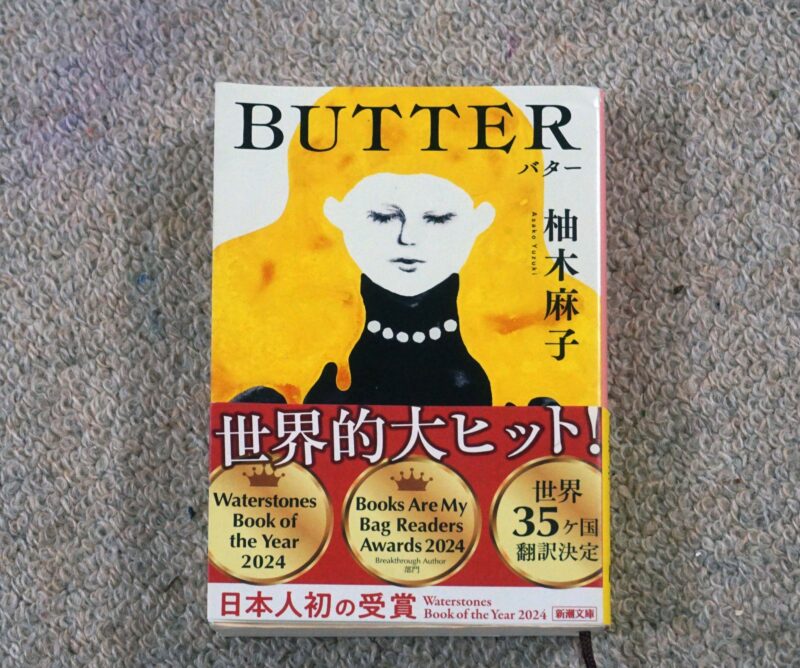 BUTTER
バター
柚木麻子
Asako Yuzuki
世界的大ヒット!
Waterstones
Book of
the Year
2024
Books Are My
Bag Readers
Awards 2024
Breakthrough Author
部門
世界
35ヶ国
翻訳決定
日本人初の受賞
Waterstones
Book of the Year 2024
新潮文庫